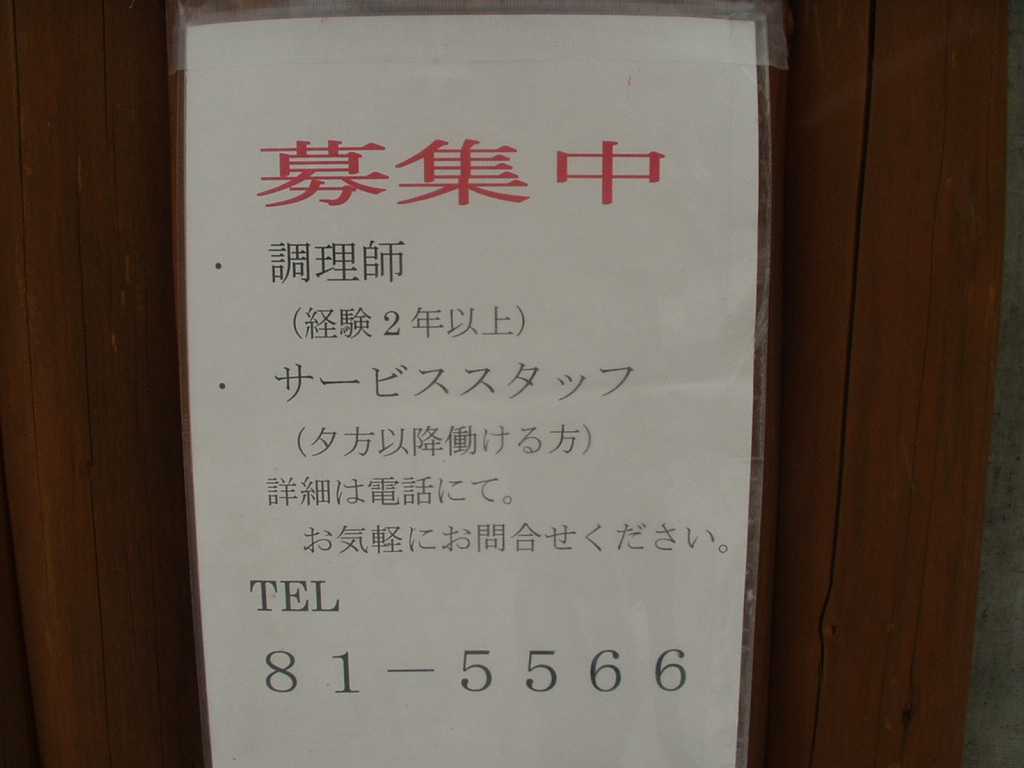 募集中
・ 調理師
（経験２年以上）
・ サービススタッフ
（夕方以降働ける方）
詳細は電話にて。
お気軽にお問合せください。
TEL
８１－５５６６